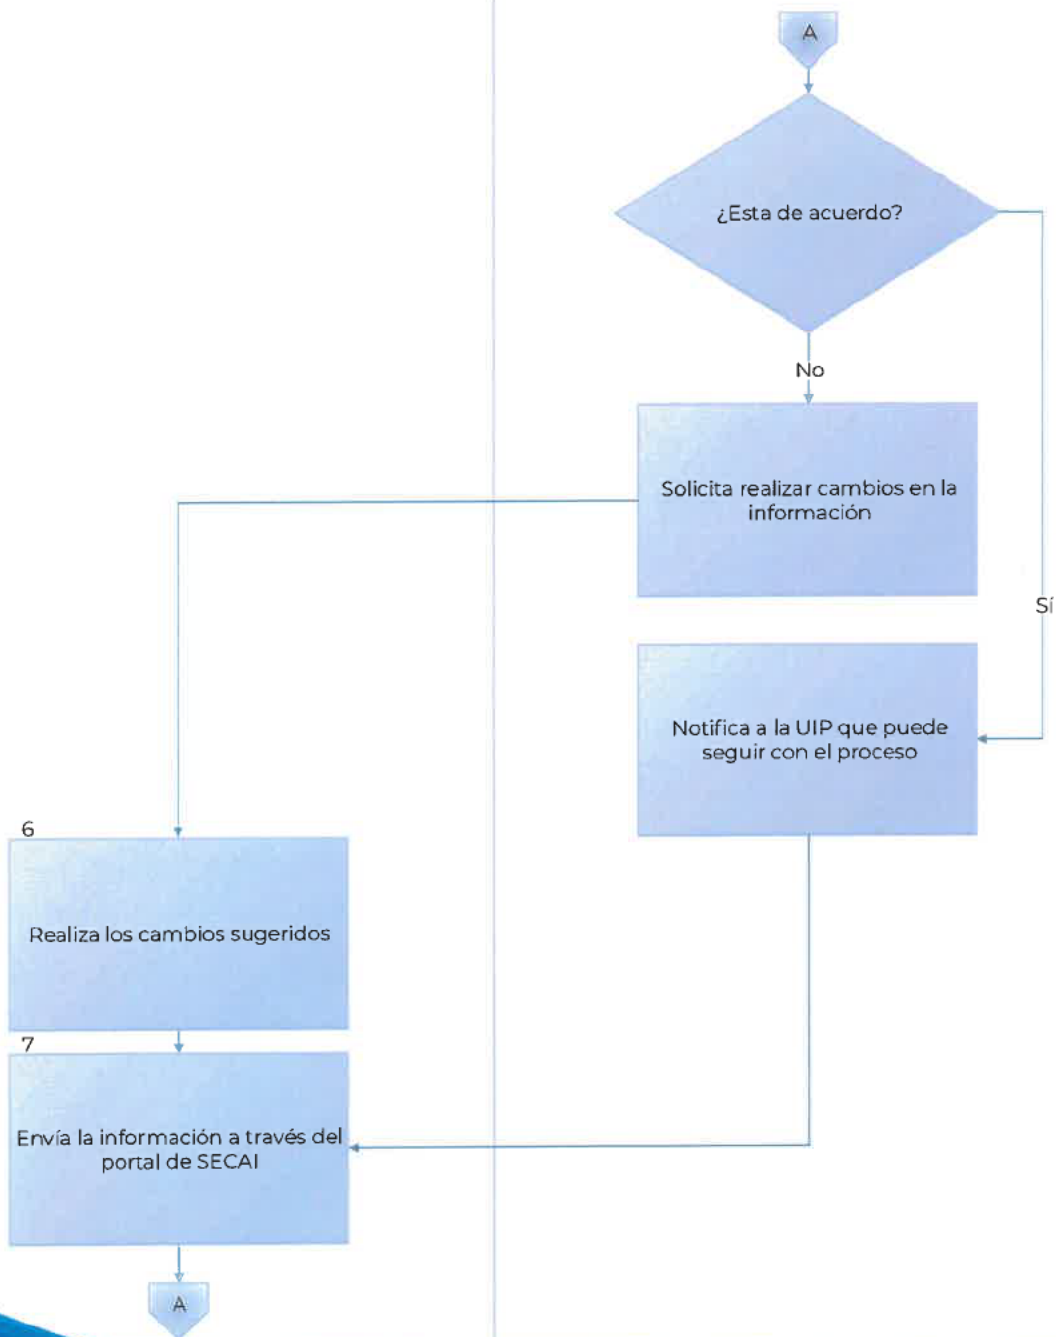 A
¿Esta de acuerdo?
No
Solicita realizar cambios en la
información
Sí
Notifica a la UIP que puede
seguir con el proceso
6
Realiza los cambios sugeridos
7
Envía la información a través del
portal de SECAI
A